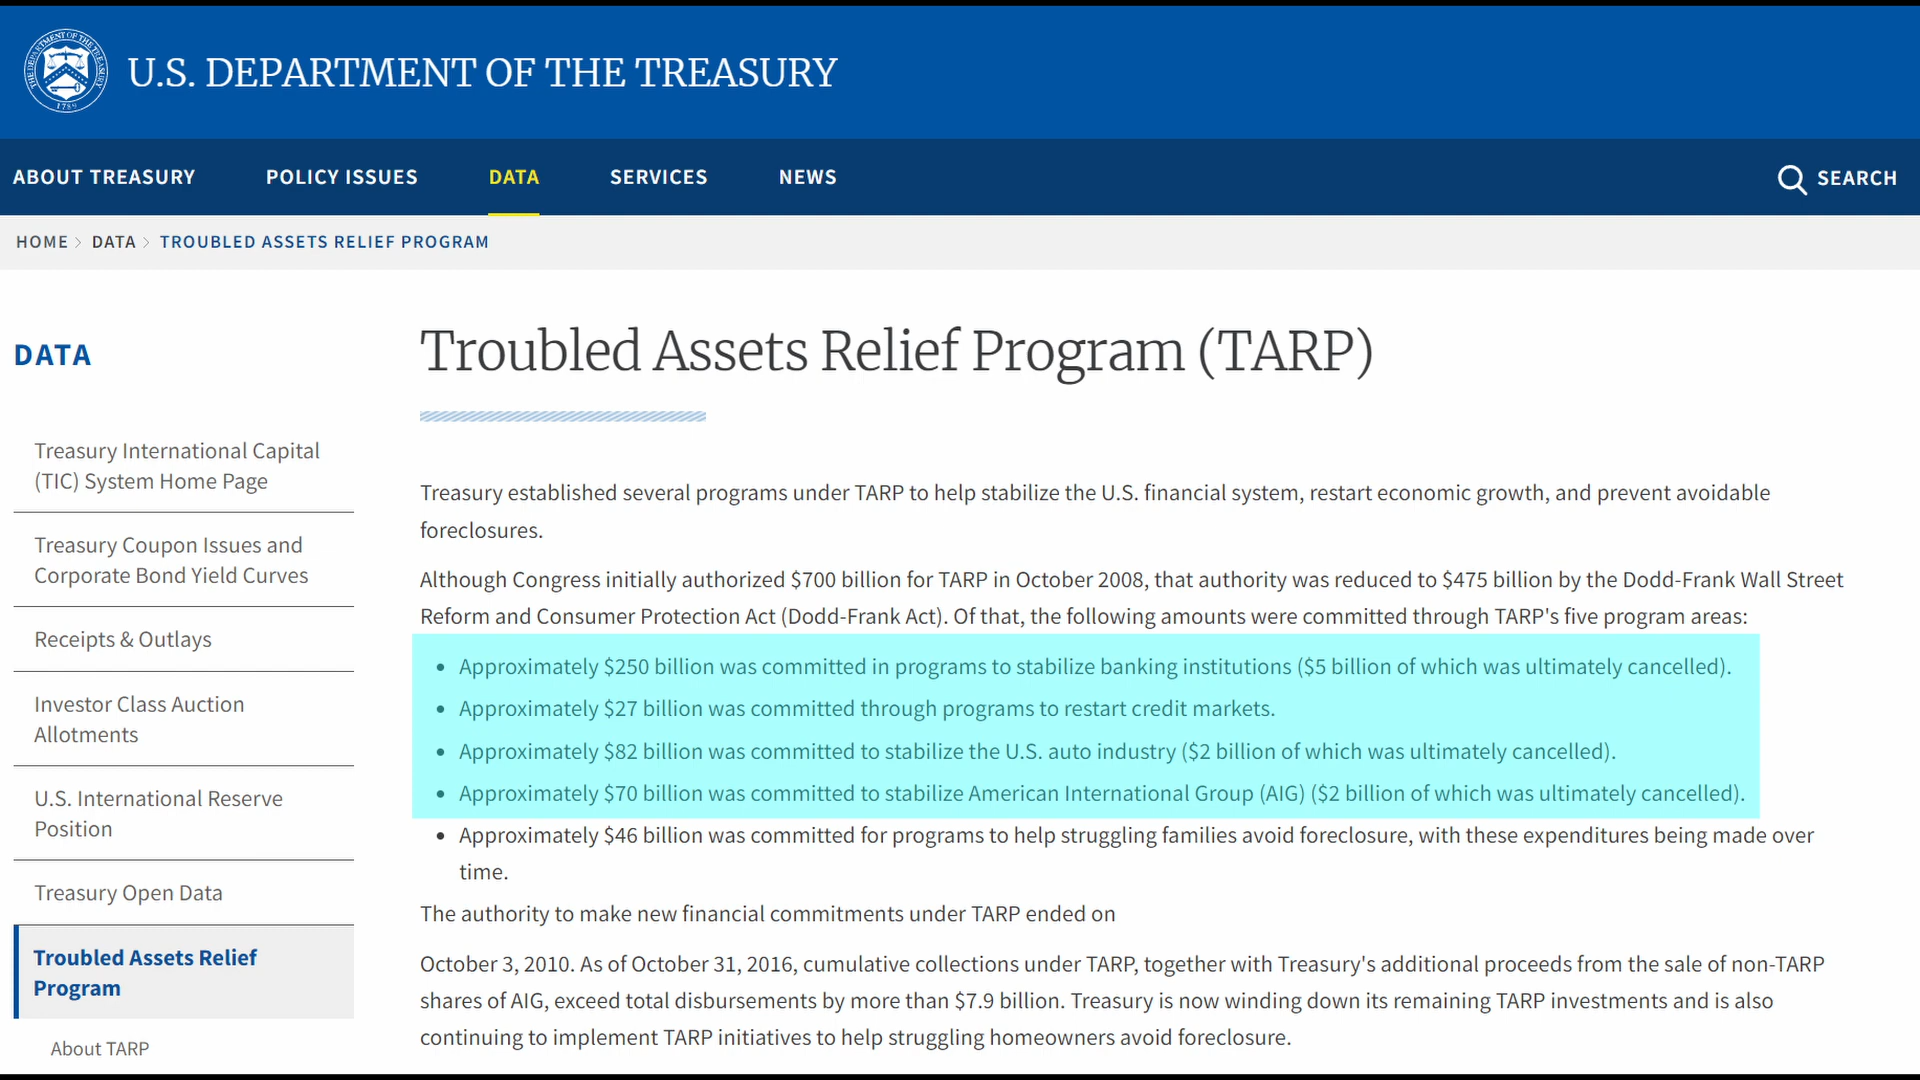 THE DEPARTMENT OF THE TREASURY
1789
U.S. DEPARTMENT OF THE TREASURY
ABOUT TREASURY
POLICY ISSUES
DATA
SERVICES
NEWS
SEARCH
HOME > DATA > TROUBLED ASSETS RELIEF PROGRAM
DATA
Treasury International Capital
(TIC) System Home Page
Treasury Coupon Issues and
Corporate Bond Yield Curves
Receipts & Outlays
Investor Class Auction
Allotments
U.S. International Reserve
Position
Treasury Open Data
Troubled Assets Relief
Program
About TARP
Troubled Assets Relief Program (TARP)
Treasury established several programs under TARP to help stabilize the U.S. financial system, restart economic growth, and prevent avoidable
foreclosures.
Although Congress initially authorized $700 billion for TARP in October 2008, that authority was reduced to $475 billion by the Dodd-Frank Wall Street
Reform and Consumer Protection Act (Dodd-Frank Act). Of that, the following amounts were committed through TARP's five program areas:
• Approximately $250 billion was committed in programs to stabilize banking institutions ($5 billion of which was ultimately cancelled).
• Approximately $27 billion was committed through programs to restart credit markets.
• Approximately $82 billion was committed to stabilize the U.S. auto industry ($2 billion of which was ultimately cancelled).
• Approximately $70 billion was committed to stabilize American International Group (AIG) ($2 billion of which was ultimately cancelled).
• Approximately $46 billion was committed for programs to help struggling families avoid foreclosure, with these expenditures being made over
time.
The authority to make new financial commitments under TARP ended on
October 3, 2010. As of October 31, 2016, cumulative collections under TARP, together with Treasury's additional proceeds from the sale of non-TARP
shares of AIG, exceed total disbursements by more than $7.9 billion. Treasury is now winding down its remaining TARP investments and is also
continuing to implement TARP initiatives to help struggling homeowners avoid foreclosure.